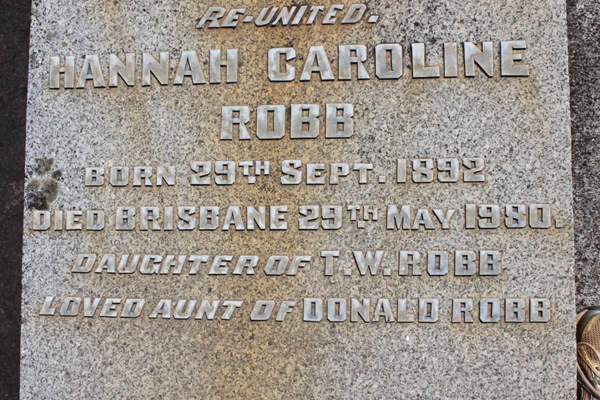 RE-UNITED.
HANNAH CAROLINE
ROBB
BORN 29TH SEPT. 1892
DIED BRISBANE 29TH MAY 1980.
DAUGHTER OF T.W. ROBB
LOVED AUNT OF DONALD ROBB